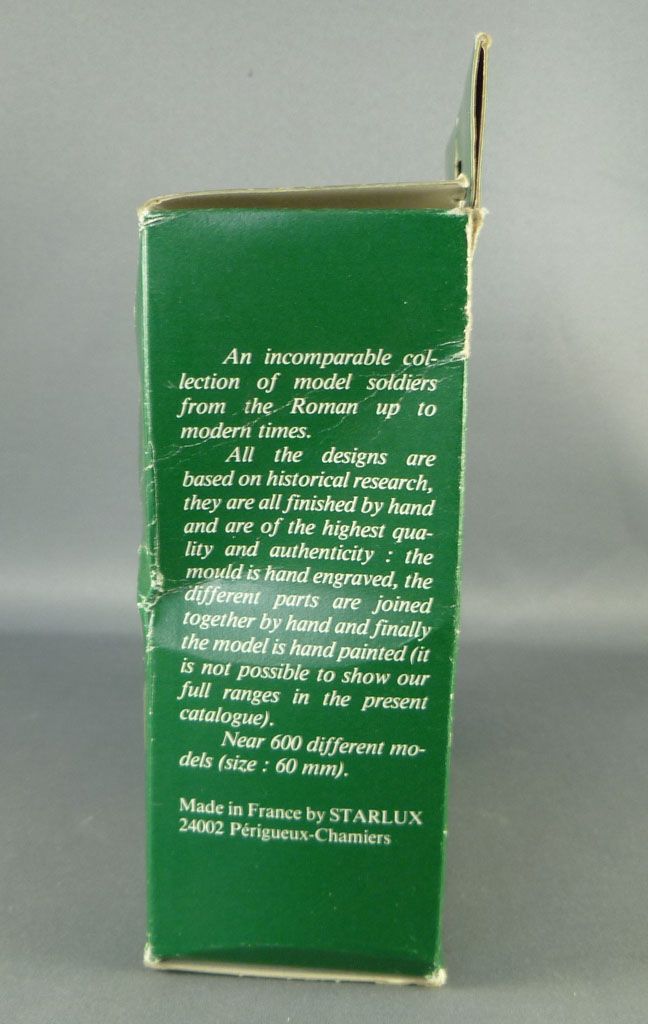 An incomparable col-
lection of model soldiers
from the Roman up to
modern times.
All the designs are
based on historical research,
they are all finished by hand
and are of the highest qua-
lity and authenticity : the
mould is hand engraved, the
different parts are joined
together by hand and finally
the model is hand painted (it
is not possible to show our
full ranges in the present
catalogue).
Near 600 different mo-
dels (size : 60 mm).
Made in France by STARLUX
24002 Périgueux-Chamiers